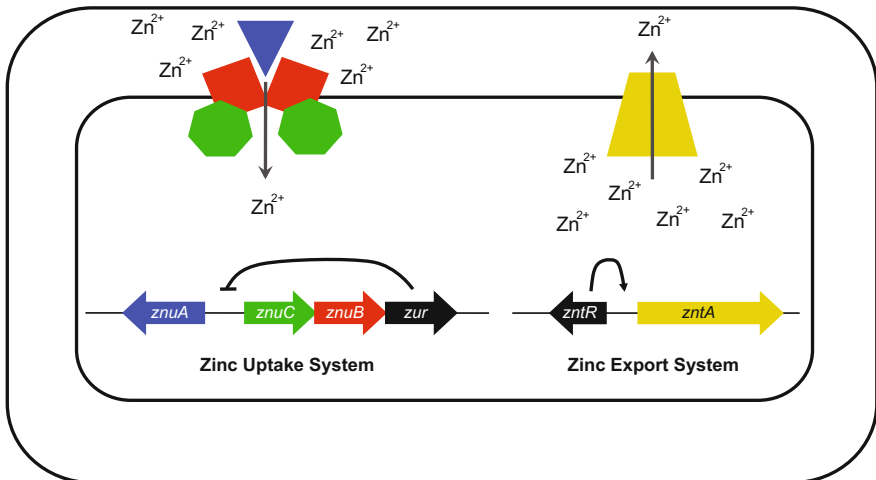 Zn²⁺
Zn²⁺
Zn²⁺
Zn²⁺
Zn²⁺
Zn²⁺
Zn²⁺
Zn²⁺
Zn²⁺
Zn²⁺
Zn²⁺
Zn²⁺
Zn²⁺
Zn²⁺
znuA znuC znuB zur
zntR zntA
Zinc Uptake System
Zinc Export System